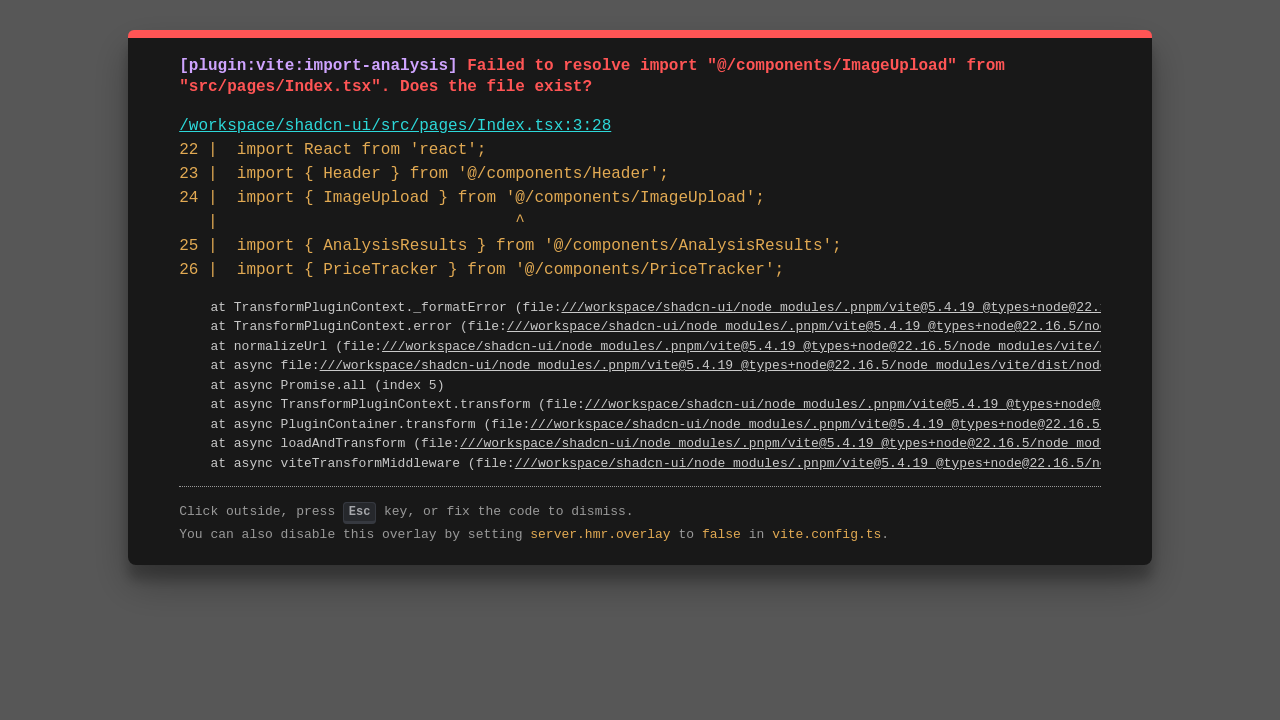 [plugin:vite:import-analysis] Failed to resolve import "@/components/ImageUpload" from
"src/pages/Index.tsx". Does the file exist?
/workspace/shadcn-ui/src/pages/Index.tsx:3:28
22 |  import React from 'react';
23 |  import { Header } from '@/components/Header';
24 |  import { ImageUpload } from '@/components/ImageUpload';
   |                               ^
25 |  import { AnalysisResults } from '@/components/AnalysisResults';
26 |  import { PriceTracker } from '@/components/PriceTracker';
at TransformPluginContext._formatError (file:///workspace/shadcn-ui/node_modules/.pnpm/vite@5.4.19_@types+node@22.
at TransformPluginContext.error (file:///workspace/shadcn-ui/node_modules/.pnpm/vite@5.4.19_@types+node@22.16.5/no
at normalizeUrl (file:///workspace/shadcn-ui/node_modules/.pnpm/vite@5.4.19_@types+node@22.16.5/node_modules/vite/
at async file:///workspace/shadcn-ui/node_modules/.pnpm/vite@5.4.19_@types+node@22.16.5/node_modules/vite/dist/nod
at async Promise.all (index 5)
at async TransformPluginContext.transform (file:///workspace/shadcn-ui/node_modules/.pnpm/vite@5.4.19_@types+node@
at async PluginContainer.transform (file:///workspace/shadcn-ui/node_modules/.pnpm/vite@5.4.19_@types+node@22.16.5
at async loadAndTransform (file:///workspace/shadcn-ui/node_modules/.pnpm/vite@5.4.19_@types+node@22.16.5/node_mod
at async viteTransformMiddleware (file:///workspace/shadcn-ui/node_modules/.pnpm/vite@5.4.19_@types+node@22.16.5/n
Click outside, press Esc key, or fix the code to dismiss.
You can also disable this overlay by setting server.hmr.overlay to false in vite.config.ts.